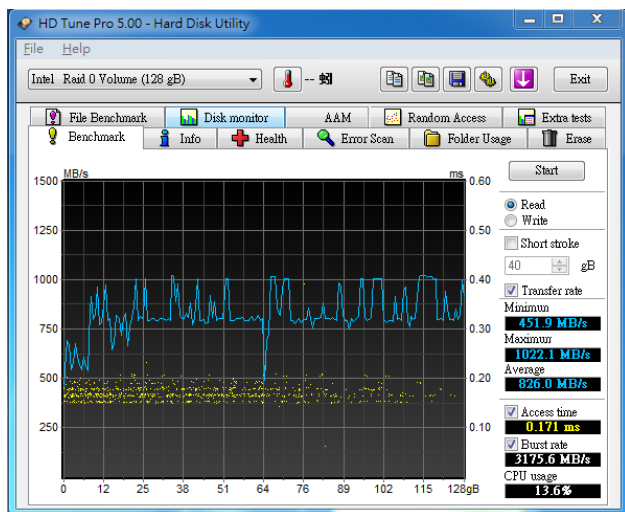 HD Tune Pro 5.00 - Hard Disk Utility
File Help
Intel Raid 0 Volume (128 gB) -- 蚓 Exit
File Benchmark Disk monitor AAM Random Access Extra tests
Benchmark Info Health Error Scan Folder Usage Erase
MB/s ms
Start
1500 0.60
Read
Write
1250 0.50
Short stroke
40 gB
1000 0.40
Transfer rate
Minimum
451.9 MB/s
750 0.30
Maximum
1022.1 MB/s
Average
826.0 MB/s
500 0.20
Access time
0.171 ms
250 0.10
Burst rate
3175.6 MB/s
CPU usage
13.6%
0 12 25 38 51 64 76 89 102 115 128gB